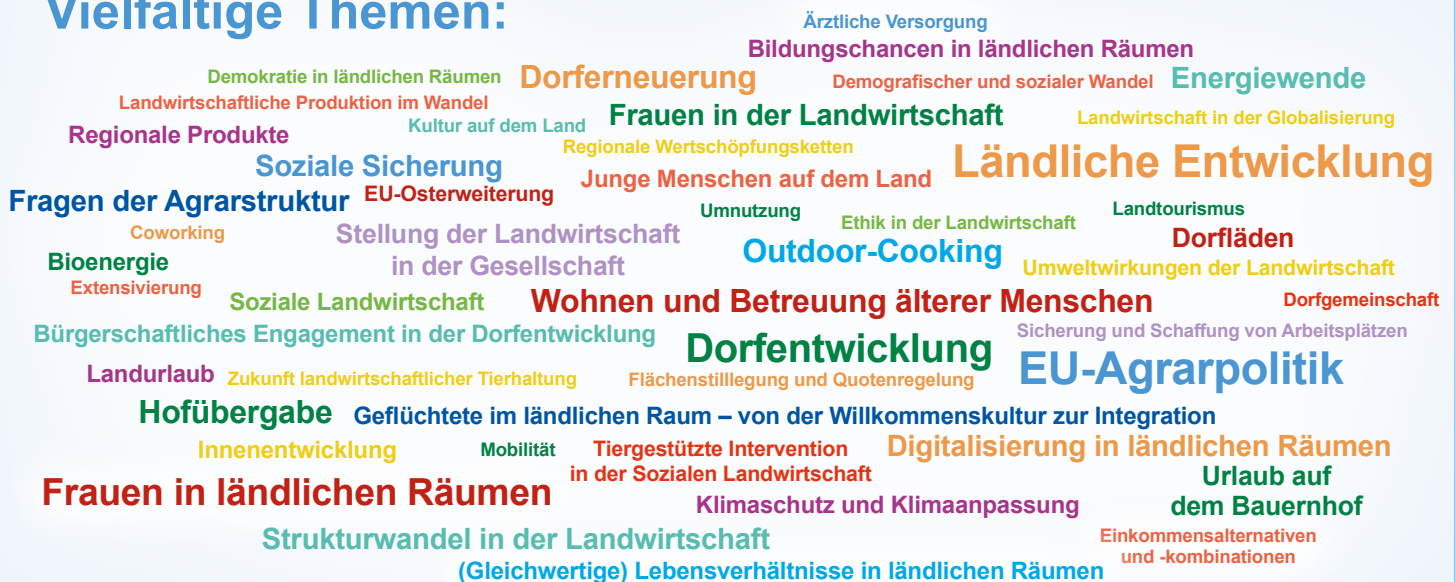 Vielfältige Themen:
Ärztliche Versorgung
Bildungschancen in ländlichen Räumen
Demokratie in ländlichen Räumen
Dorferneuerung
Demografischer und sozialer Wandel
Energiewende
Landwirtschaftliche Produktion im Wandel
Frauen in der Landwirtschaft
Landwirtschaft in der Globalisierung
Regionale Produkte
Kultur auf dem Land
Regionale Wertschöpfungsketten
Ländliche Entwicklung
Soziale Sicherung
Junge Menschen auf dem Land
Fragen der Agrarstruktur
EU-Osterweiterung
Umnutzung
Ethik in der Landwirtschaft
Landtourismus
Coworking
Stellung der Landwirtschaft
in der Gesellschaft
Outdoor-Cooking
Dorfläden
Bioenergie
Umweltwirkungen der Landwirtschaft
Extensivierung
Soziale Landwirtschaft
Wohnen und Betreuung älterer Menschen
Dorfgemeinschaft
Bürgerschaftliches Engagement in der Dorfentwicklung
Dorfentwicklung
Sicherung und Schaffung von Arbeitsplätzen
EU-Agrarpolitik
Landurlaub
Zukunft landwirtschaftlicher Tierhaltung
Flächenstilllegung und Quotenregelung
Hofübergabe
Geflüchtete im ländlichen Raum – von der Willkommenskultur zur Integration
Innenentwicklung
Mobilität
Tiergestützte Intervention
in der Sozialen Landwirtschaft
Digitalisierung in ländlichen Räumen
Urlaub auf
dem Bauernhof
Frauen in ländlichen Räumen
Klimaschutz und Klimaanpassung
Strukturwandel in der Landwirtschaft
Einkommensalternativen
und -kombinationen
(Gleichwertige) Lebensverhältnisse in ländlichen Räumen